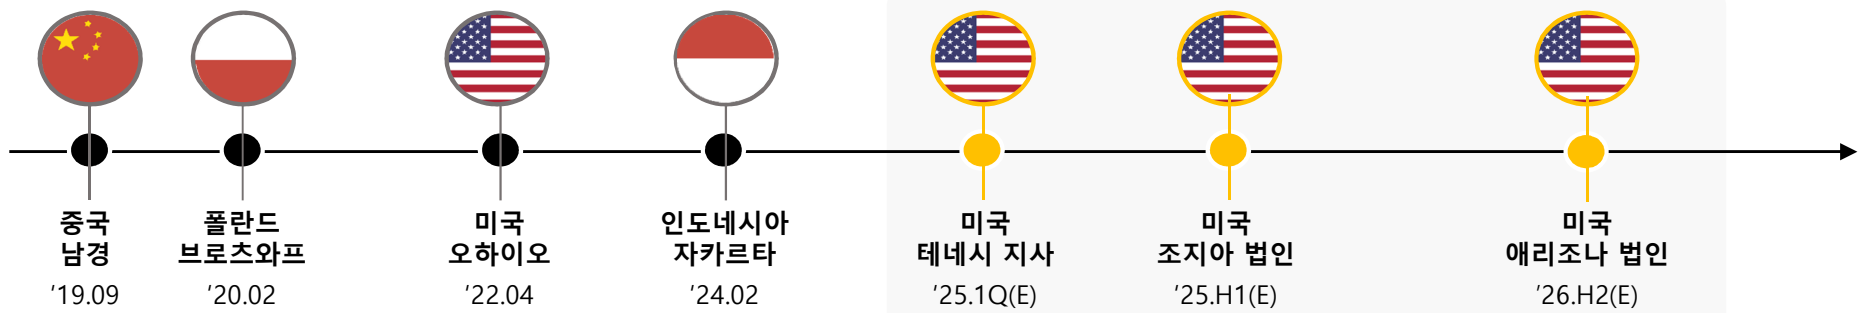 중국
남경
’19.09
폴란드
브로츠와프
’20.02
미국
오하이오
’22.04
인도네시아
자카르타
’24.02
미국
테네시 지사
’25.1Q(E)
미국
조지아 법인
’25.H1(E)
미국
애리조나 법인
’26.H2(E)